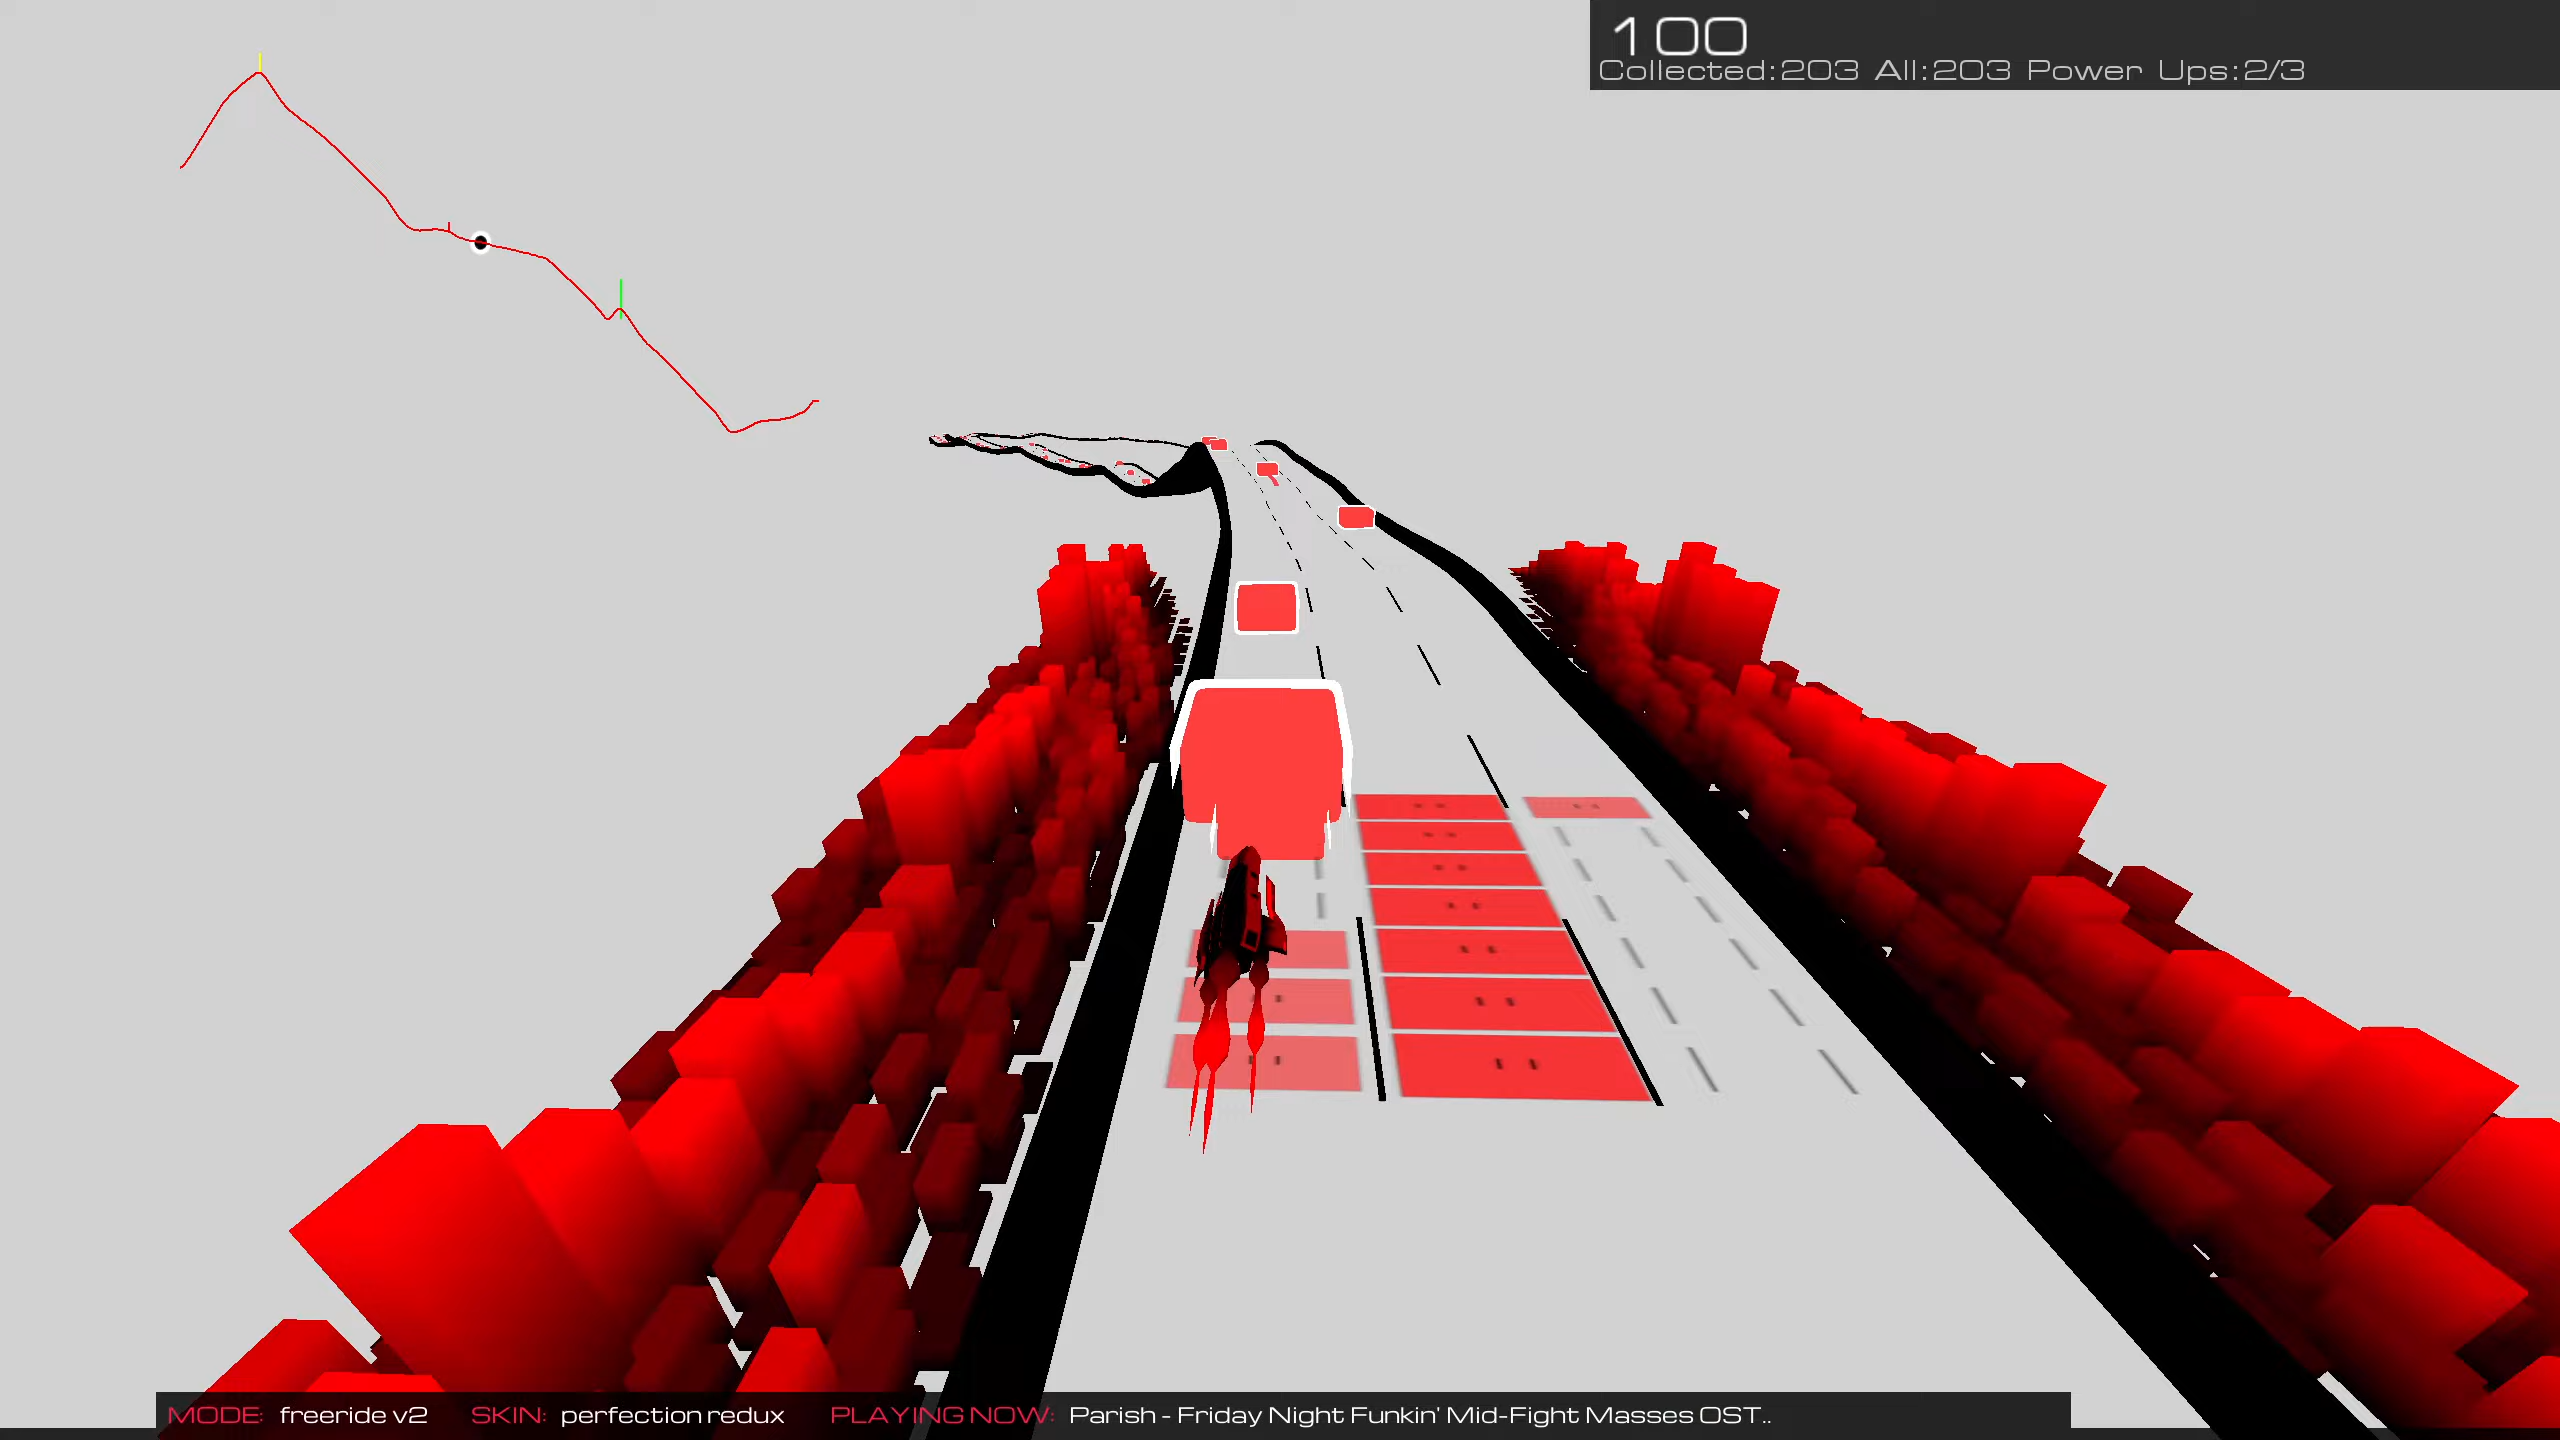 100
Collected:203 All:203 Power Ups:2/3
MODE: freeride v2 SKIN: perfection redux PLAYING NOW: Parish - Friday Night Funkin' Mid-Fight Masses OST..